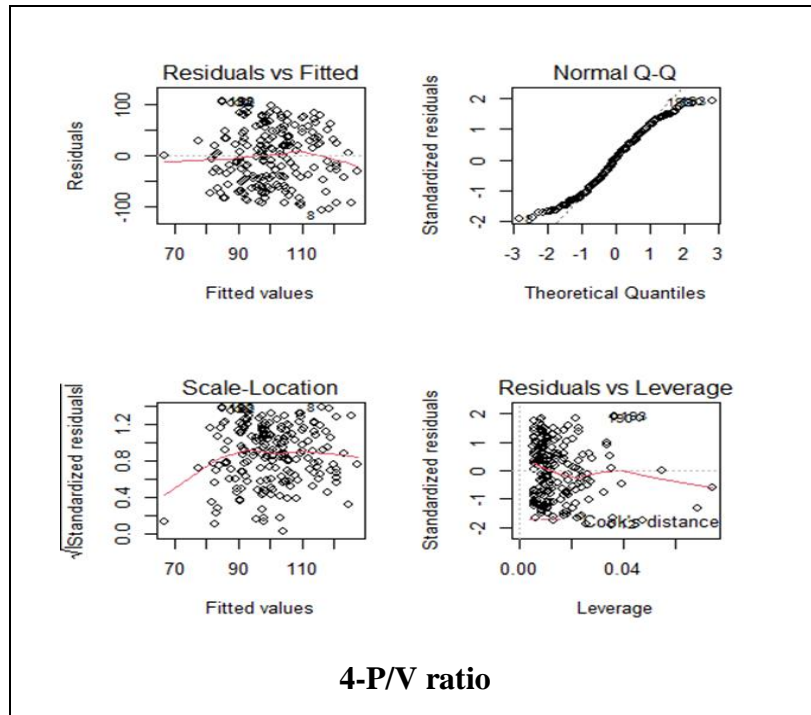 Residuals vs Fitted
Residuals
100
0
-100
8
70 90 110
Fitted values
Normal Q-Q
Standardized residuals
2
1
0
-1
-2
-3 -2 -1 0 1 2 3
Theoretical Quantiles
Scale-Location
√|Standardized residuals|
1.2
0.8
0.4
0.0
8
70 90 110
Fitted values
Residuals vs Leverage
Standardized residuals
2
1
0
-1
-2
Cook's distance
0.00 0.04
Leverage
4-P/V ratio